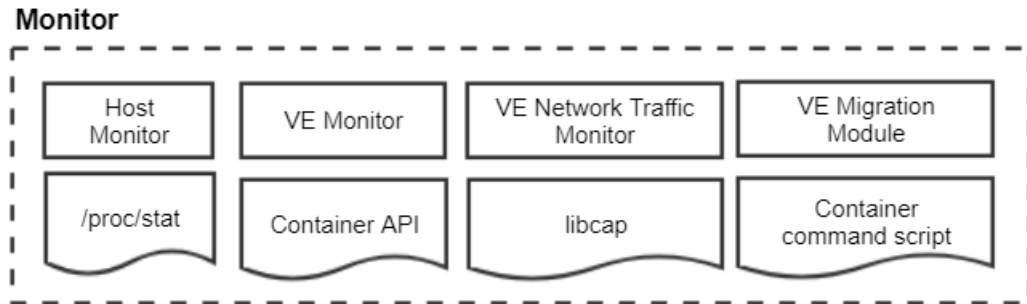 Monitor
Host
Monitor
VE Monitor
VE Network Traffic
Monitor
VE Migration
Module
/proc/stat
Container API
libcap
Container
command script